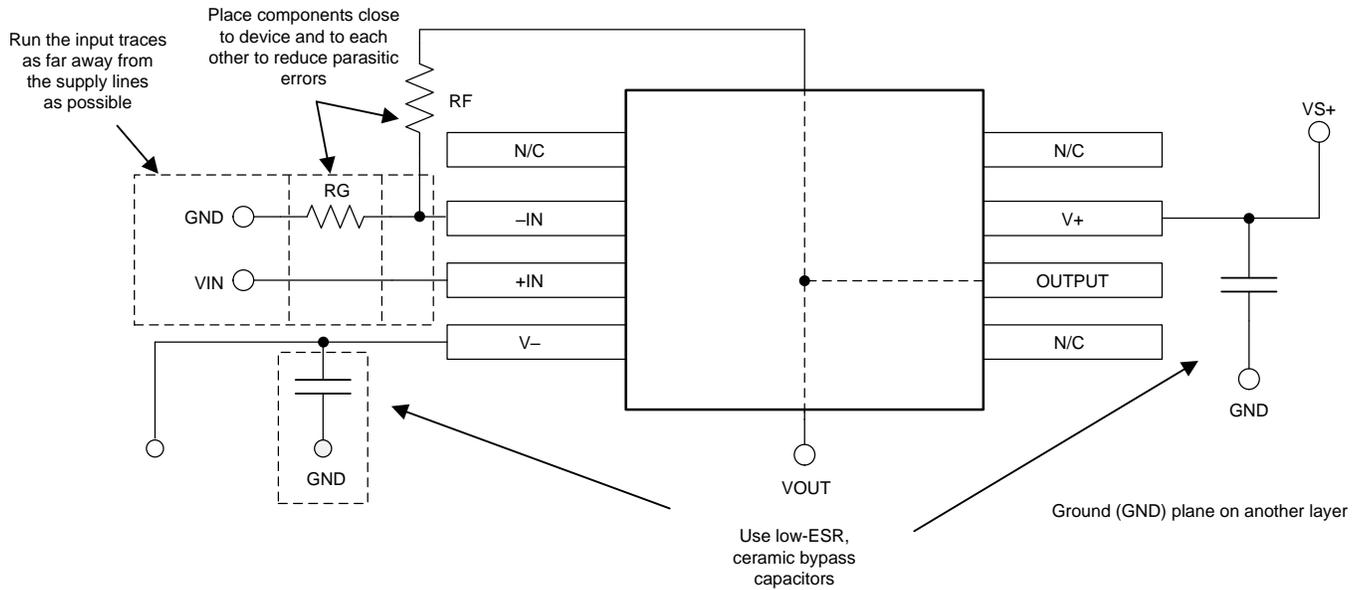 Place components close
to device and to each
other to reduce parasitic
errors
Run the input traces
as far away from
the supply lines
as possible
RF
VS+
N/C
N/C
RG
GND
–IN
V+
VIN
+IN
OUTPUT
V–
N/C
GND
GND
VOUT
Ground (GND) plane on another layer
Use low-ESR,
ceramic bypass
capacitors